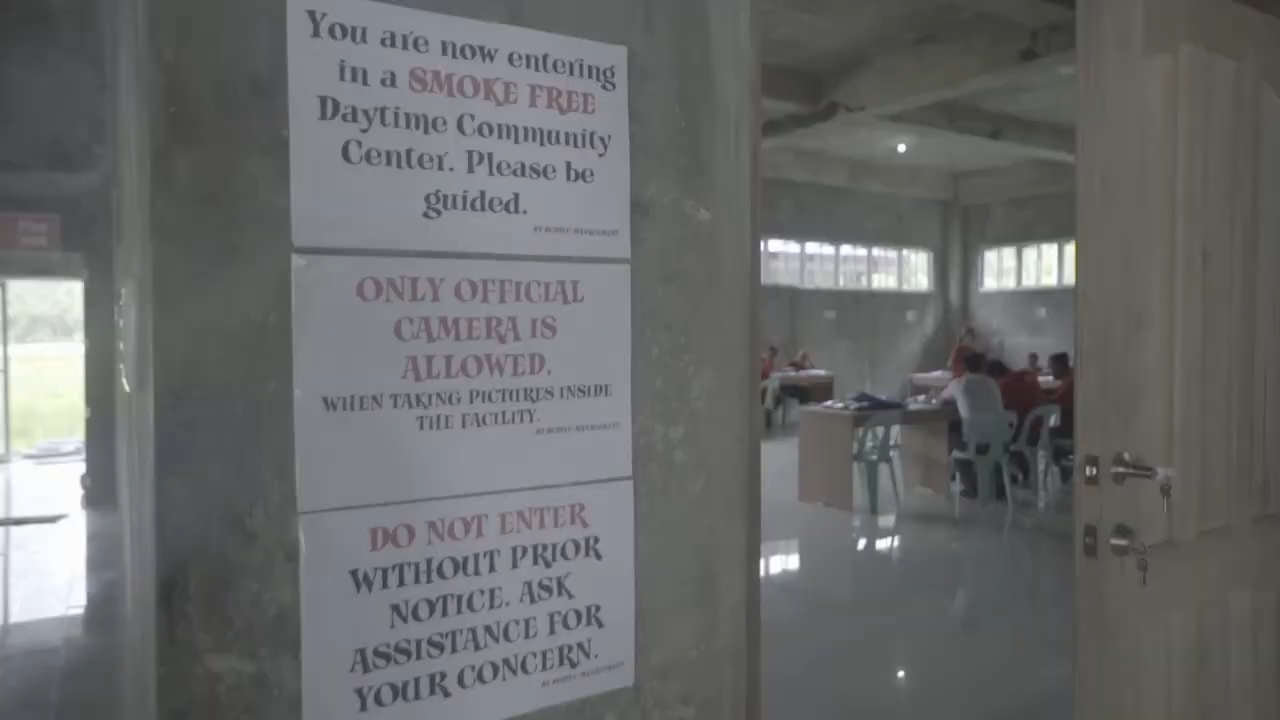 You are now entering
in a SMOKE FREE
Daytime Community
Center. Please be
guided.
ONLY OFFICIAL
CAMERA IS
ALLOWED.
WHEN TAKING PICTURES INSIDE
THE FACILITY.
DO NOT ENTER
WITHOUT PRIOR
NOTICE. ASK
ASSISTANCE FOR
YOUR CONCERN.